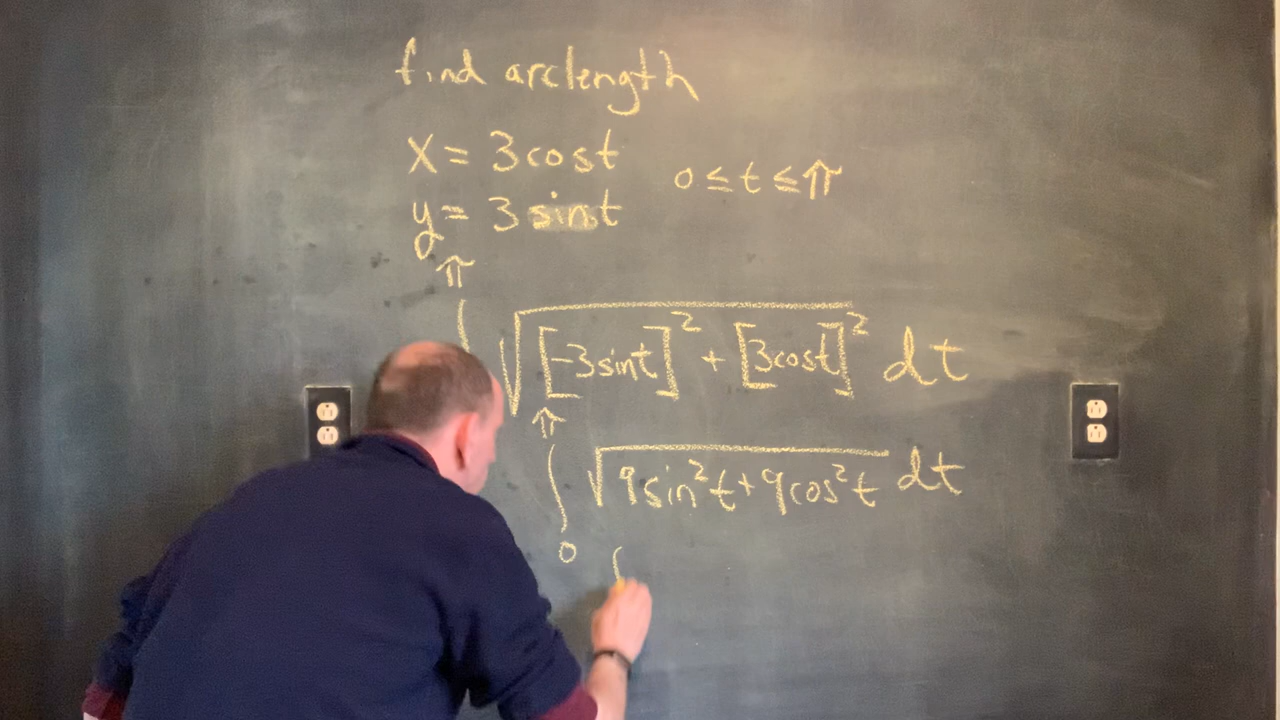 find arclength
x = 3cost
0 ≤ t ≤ π
y = 3 sint
π
∫ √([-3sint]² + [3cost]²) dt
π
∫ √(9sin²t + 9cos²t) dt
0
∫